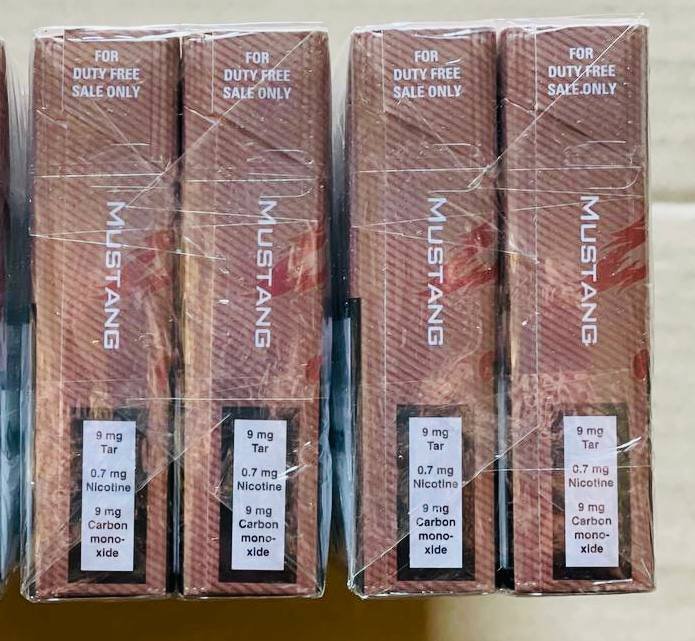 FOR
DUTY FREE
SALE ONLY
MUSTANG
9 mg
Tar
0.7 mg
Nicotine
9 mg
Carbon
mono-
xide
FOR
DUTY FREE
SALE ONLY
MUSTANG
9 mg
Tar
0.7 mg
Nicotine
9 mg
Carbon
mono-
xide
FOR
DUTY FREE
SALE ONLY
MUSTANG
9 mg
Tar
0.7 mg
Nicotine
9 mg
Carbon
mono-
xide
FOR
DUTY FREE
SALE ONLY
MUSTANG
9 mg
Tar
0.7 mg
Nicotine
9 mg
Carbon
mono-
xide